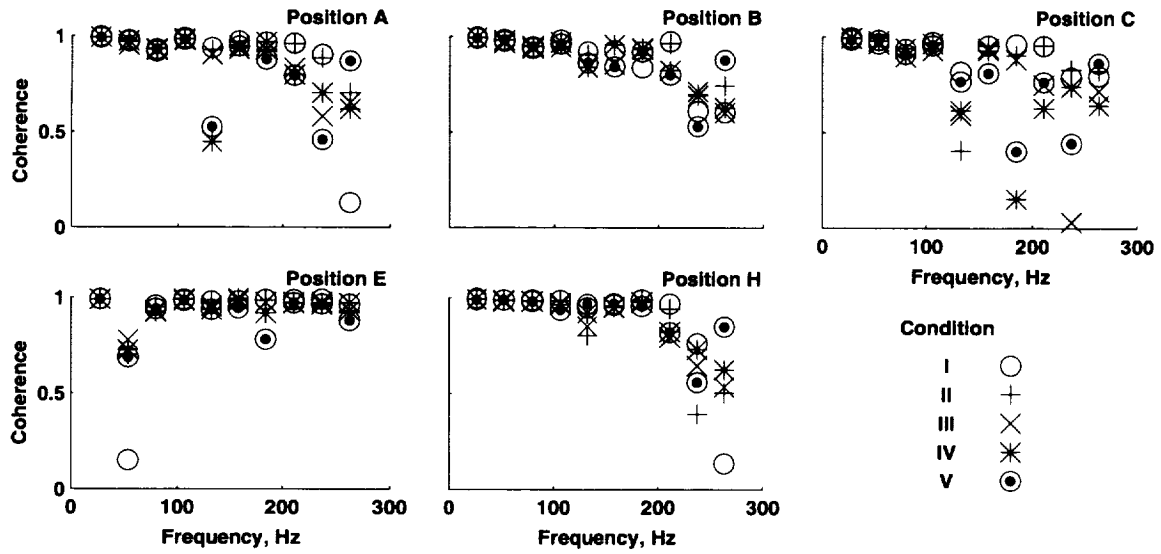 Position A
Position B
Position C
Coherence
1
0.5
0
0
100
200
300
Frequency, Hz
Position E
Position H
Coherence
1
0.5
0
0
100
200
300
Frequency, Hz
0
100
200
300
Frequency, Hz
Condition
I
II
III
IV
V